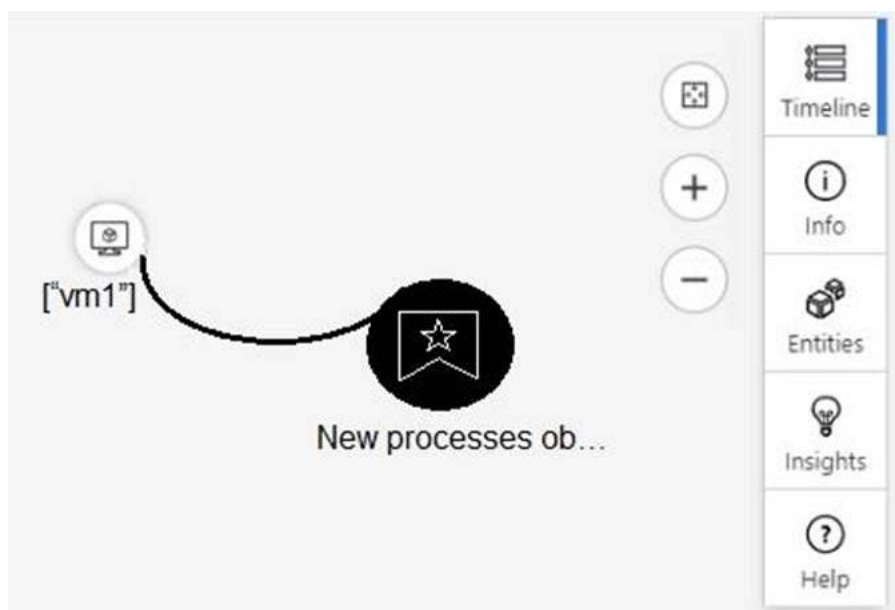 Timeline
Info
["vm1"]
Entities
New processes ob...
Insights
Help